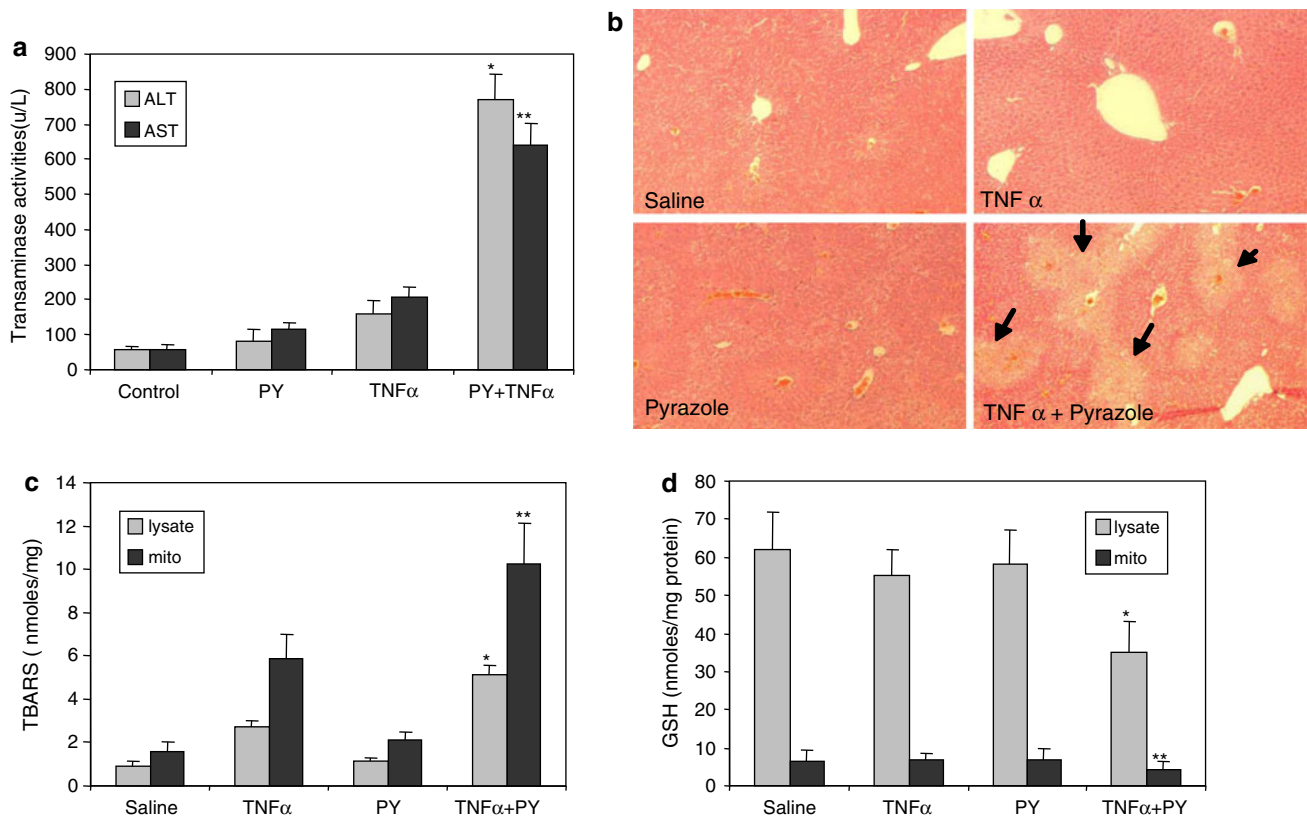 a
Transaminase activities(u/L)
900
800
700
600
500
400
300
200
100
0
ALT
AST
*
**
Control
PY
TNFα
PY+TNFα
b
Saline
TNF α
Pyrazole
TNF α + Pyrazole
c
TBARS ( nmoles/mg)
14
12
10
8
6
4
2
0
lysate
mito
*
**
Saline
TNFα
PY
TNFα+PY
d
GSH (nmoles/mg protein)
80
70
60
50
40
30
20
10
0
lysate
mito
*
**
Saline
TNFα
PY
TNFα+PY